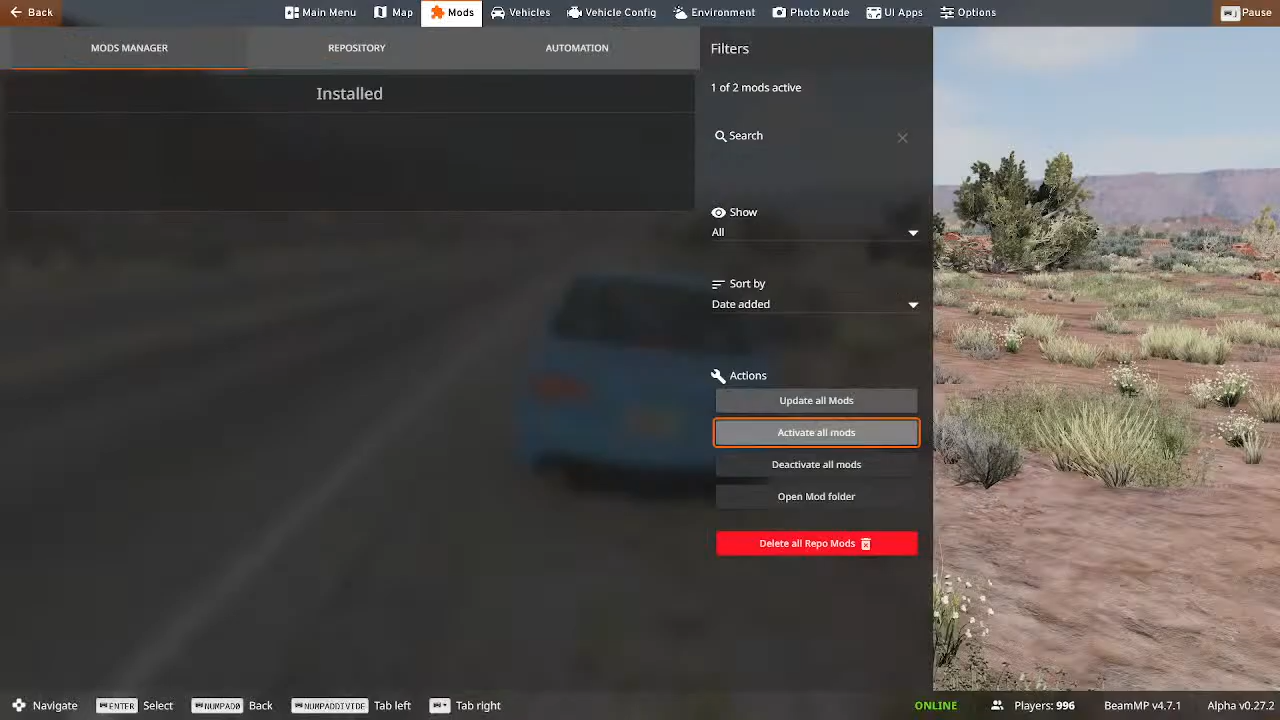 Back
Main Menu
Map
Mods
Vehicles
Vehicle Config
Environment
Photo Mode
UI Apps
Options
Pause
MODS MANAGER
REPOSITORY
AUTOMATION
Installed
Filters
1 of 2 mods active
Search
Show
All
Sort by
Date added
Actions
Update all Mods
Activate all mods
Deactivate all mods
Open Mod folder
Delete all Repo Mods
Navigate
ENTER Select
NUMPAD0 Back
NUMPADDIVIDE Tab left
Tab right
ONLINE
Players: 996
BeamMP v4.7.1
Alpha v0.27.2